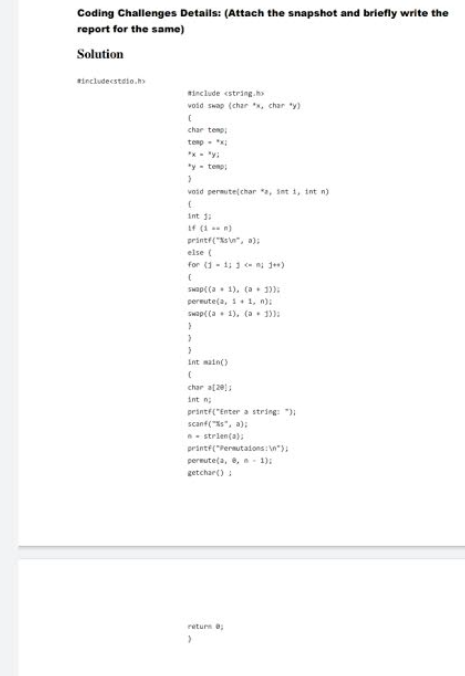 Coding Challenges Details: (Attach the snapshot and briefly write the
report for the same)
Solution
#include<stdio.h>
#include <string.h>
void swap (char *x, char *y)
{
char temp;
temp = *x;
*x = *y;
*y = temp;
}
void permute(char *a, int i, int n)
{
int j;
if (i == n)
printf("%s\n", a);
else {
for (j = i; j <= n; j++)
{
swap((a + i), (a + j));
permute(a, i + 1, n);
swap((a + i), (a + j));
}
}
}
int main()
{
char a[20];
int n;
printf("Enter a string: ");
scanf("%s", a);
n = strlen(a);
printf("Permutaions:\n");
permute(a, 0, n - 1);
getchar() ;
return 0;
}